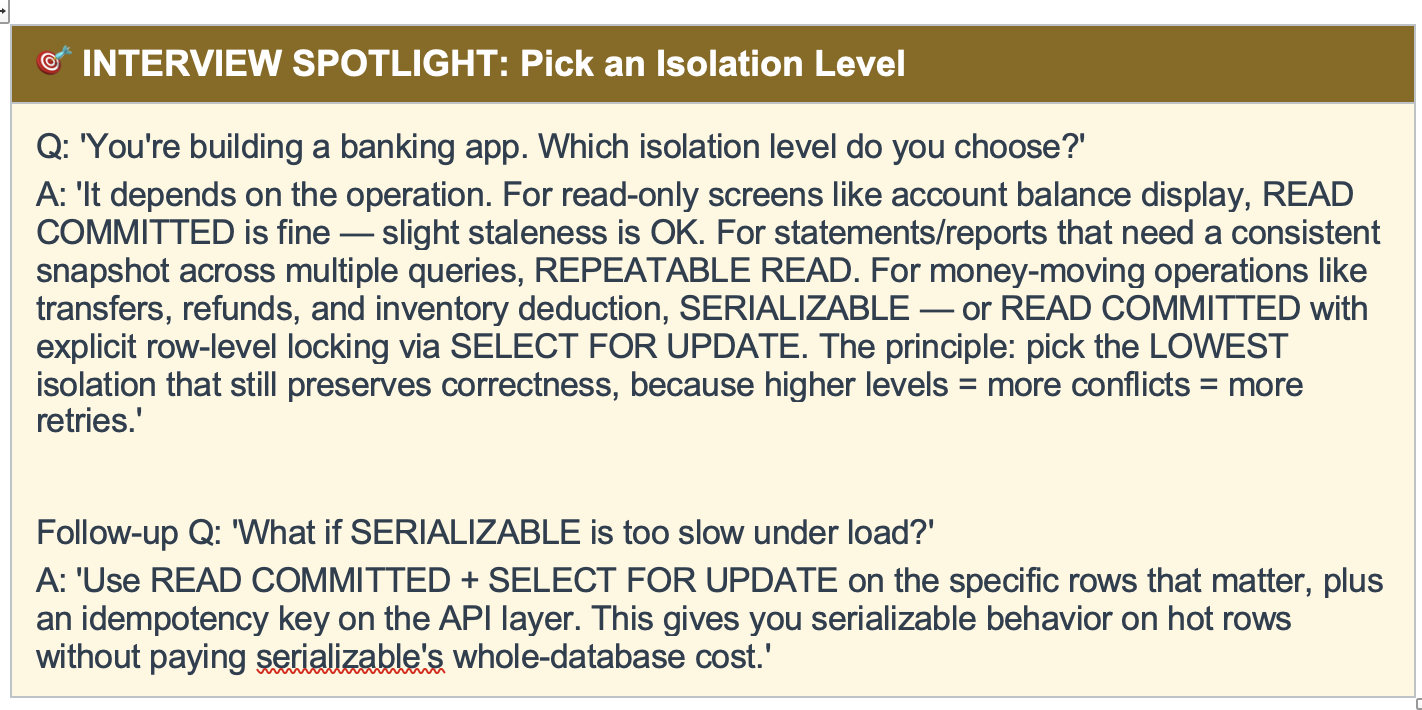 🎯 INTERVIEW SPOTLIGHT: Pick an Isolation Level
Q: 'You're building a banking app. Which isolation level do you choose?'
A: 'It depends on the operation. For read-only screens like account balance display, READ
COMMITTED is fine — slight staleness is OK. For statements/reports that need a consistent
snapshot across multiple queries, REPEATABLE READ. For money-moving operations like
transfers, refunds, and inventory deduction, SERIALIZABLE — or READ COMMITTED with
explicit row-level locking via SELECT FOR UPDATE. The principle: pick the LOWEST
isolation that still preserves correctness, because higher levels = more conflicts = more
retries.'
Follow-up Q: 'What if SERIALIZABLE is too slow under load?'
A: 'Use READ COMMITTED + SELECT FOR UPDATE on the specific rows that matter, plus
an idempotency key on the API layer. This gives you serializable behavior on hot rows
without paying serializable's whole-database cost.'